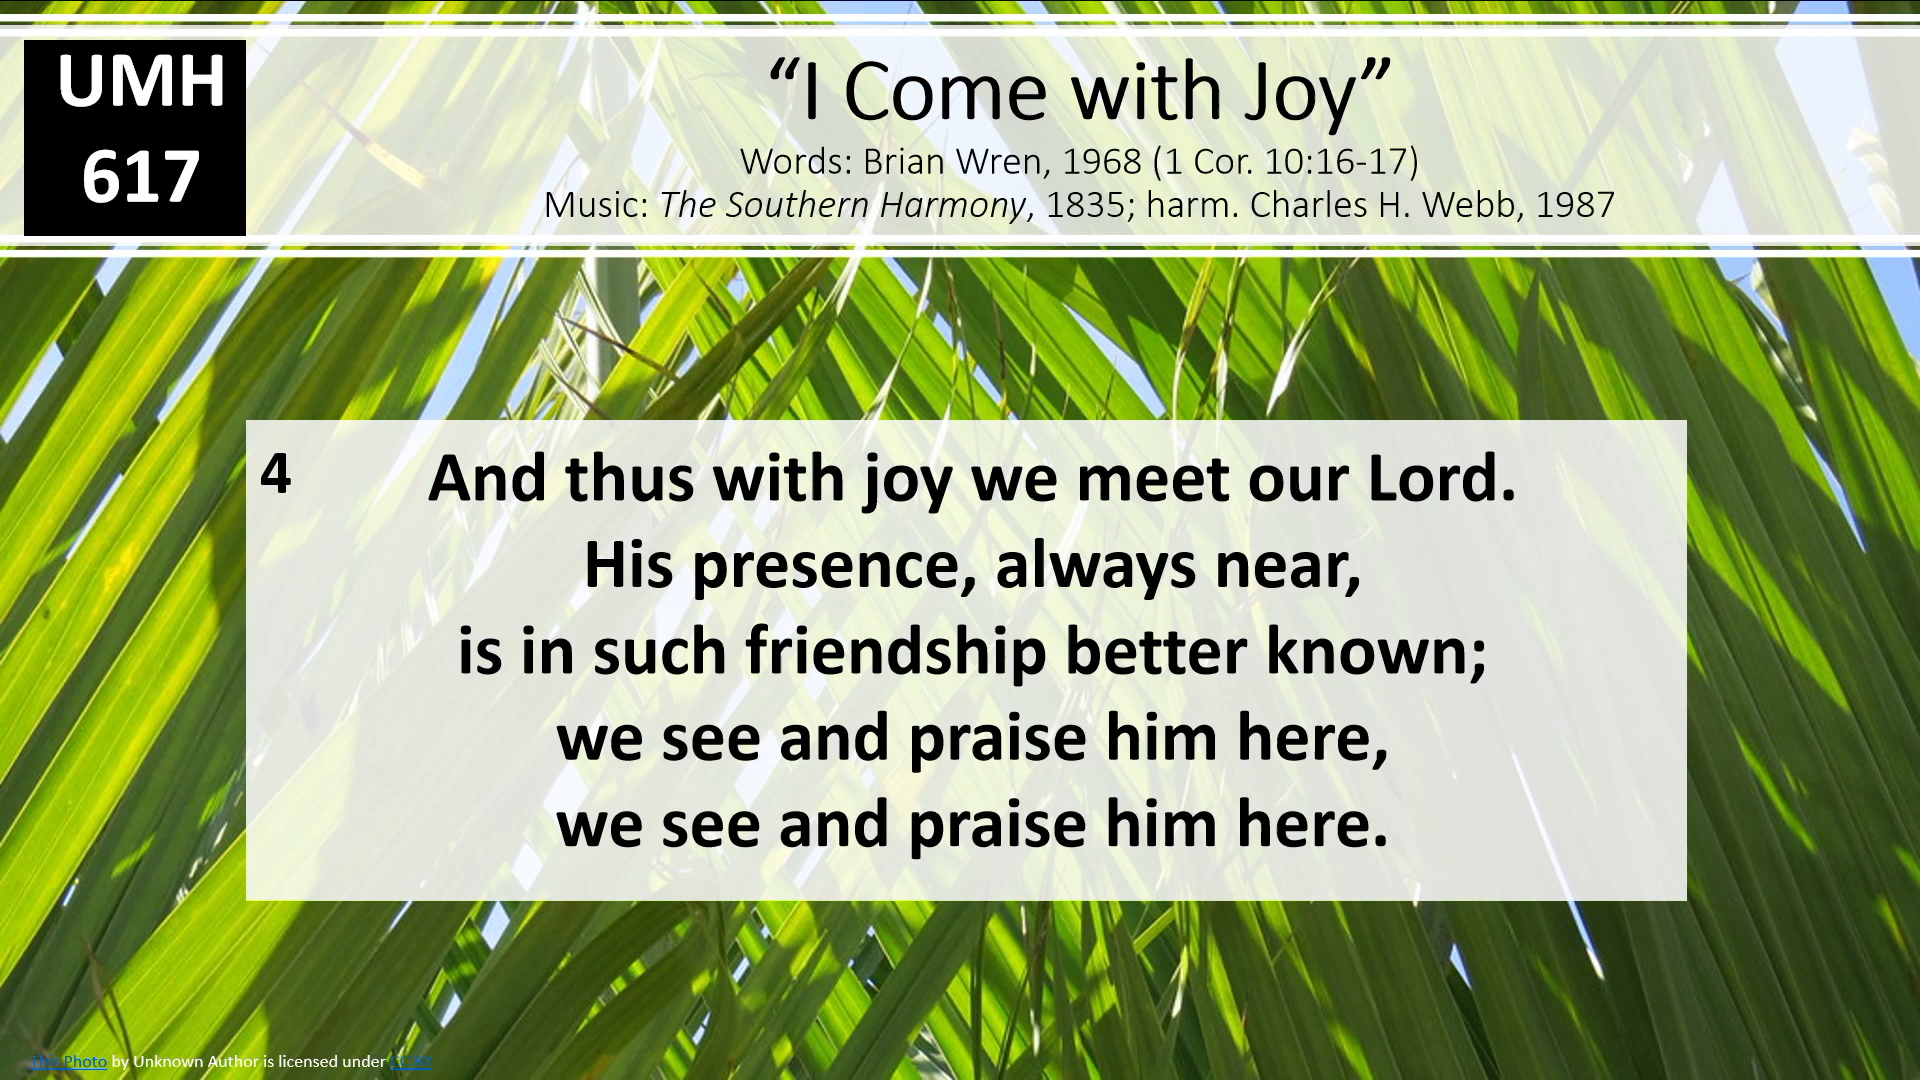 UMH
617
“I Come with Joy”
Words: Brian Wren, 1968 (1 Cor. 10:16-17)
Music: The Southern Harmony, 1835; harm. Charles H. Webb, 1987
4 And thus with joy we meet our Lord.
His presence, always near,
is in such friendship better known;
we see and praise him here,
we see and praise him here.
This Photo by Unknown Author is licensed under CC BY